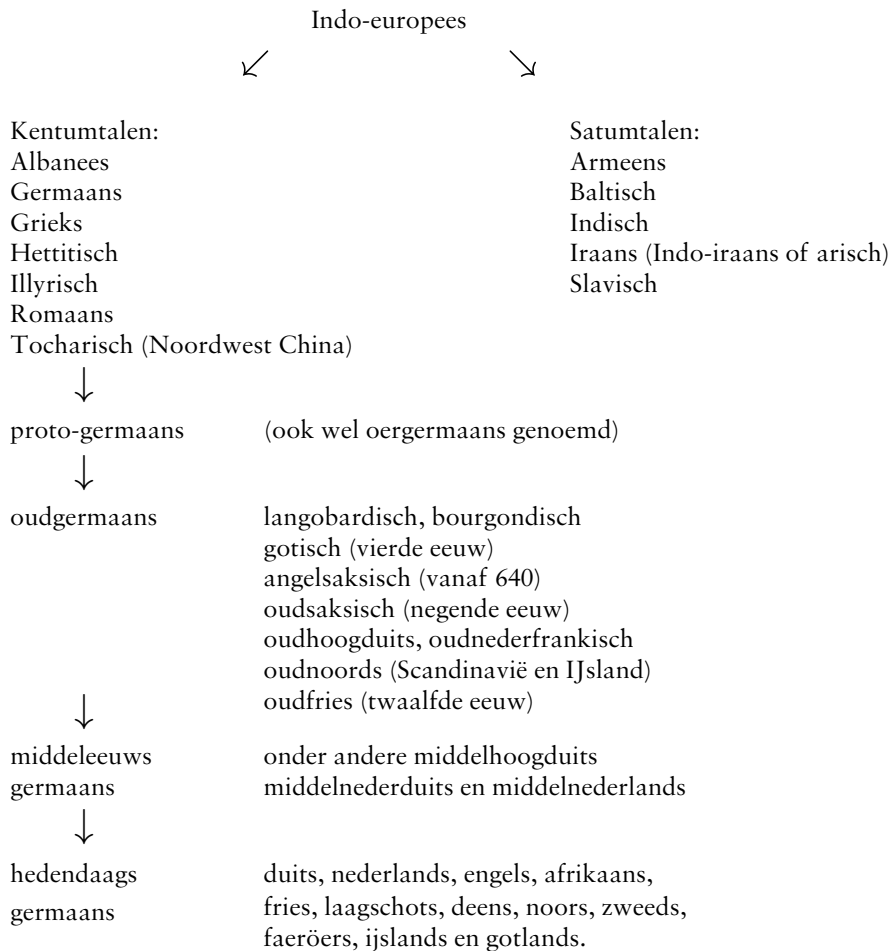 Indo-europees
Kentumtalen:
Albanees
Germaans
Grieks
Hettitisch
Illyrisch
Romaans
Tocharisch (Noordwest China)
Satumtalen:
Armeens
Baltisch
Indisch
Iraans (Indo-iraans of arisch)
Slavisch
proto-germaans (ook wel oergermaans genoemd)
oudgermaans langobardisch, bourgondisch
gotisch (vierde eeuw)
angelsaksisch (vanaf 640)
oudsaksisch (negende eeuw)
oudhoogduits, oudnederfrankisch
oudnoords (Scandinavië en IJsland)
oudfries (twaalfde eeuw)
middeleeuws onder andere middelhoogduits
germaans middelnederduits en middelnederlands
hedendaags duits, nederlands, engels, afrikaans,
germaans fries, laagschots, deens, noors, zweeds,
faeröers, ijslands en gotlands.